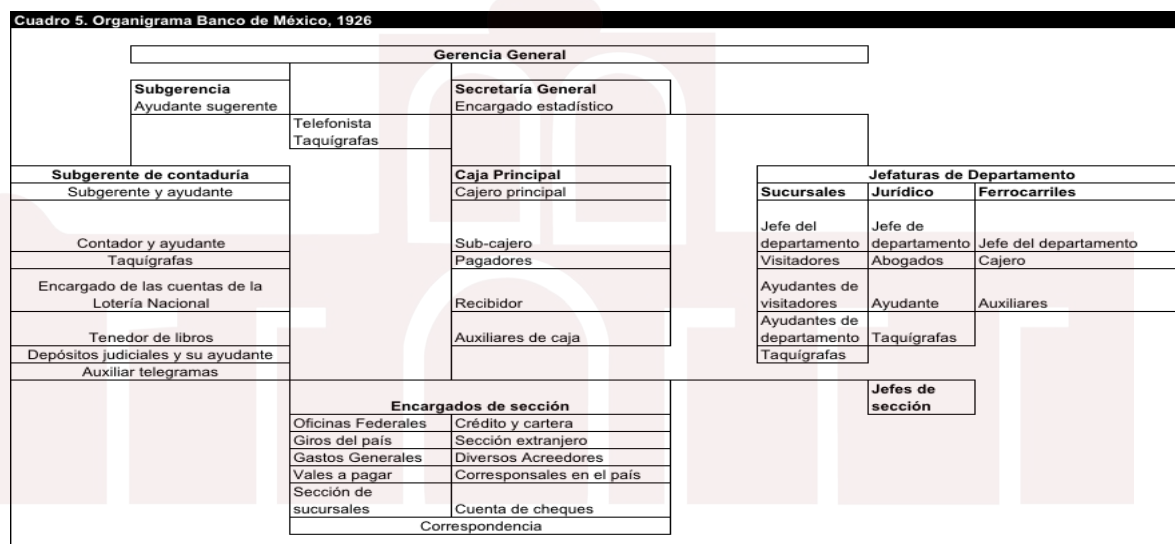 Cuadro 5. Organigrama Banco de México, 1926
Gerencia General
Subgerencia
Ayudante sugerente
Secretaría General
Encargado estadístico
Telefonista
Taquígrafas
Subgerente de contaduría
Subgerente y ayudante
Contador y ayudante
Taquígrafas
Encargado de las cuentas de la
Lotería Nacional
Tenedor de libros
Depósitos judiciales y su ayudante
Auxiliar telegramas
Caja Principal
Cajero principal
Sub-cajero
Pagadores
Recibidor
Auxiliares de caja
Jefaturas de Departamento
Sucursales
Jefe del
departamento
Visitadores
Ayudantes de
visitadores
Ayudantes de
departamento
Taquígrafas
Jurídico
Jefe de
departamento
Abogados
Ayudante
Taquígrafas
Ferrocarriles
Jefe del departamento
Cajero
Auxiliares
Encargados de sección
Oficinas Federales
Crédito y cartera
Giros del país
Sección extranjero
Gastos Generales
Diversos Acreedores
Vales a pagar
Corresponsales en el país
Sección de
sucursales
Cuenta de cheques
Correspondencia
Jefes de
sección